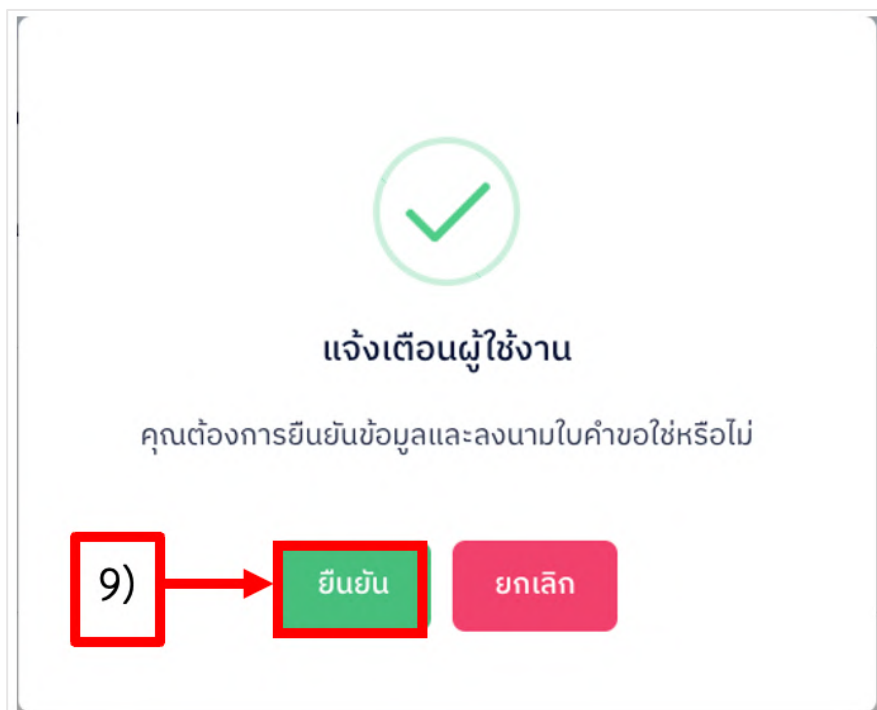 แจ้งเตือนผู้ใช้งาน
คุณต้องการยืนยันข้อมูลและลงนามใบคำขอใช่หรือไม่
9) ยืนยัน ยกเลิก